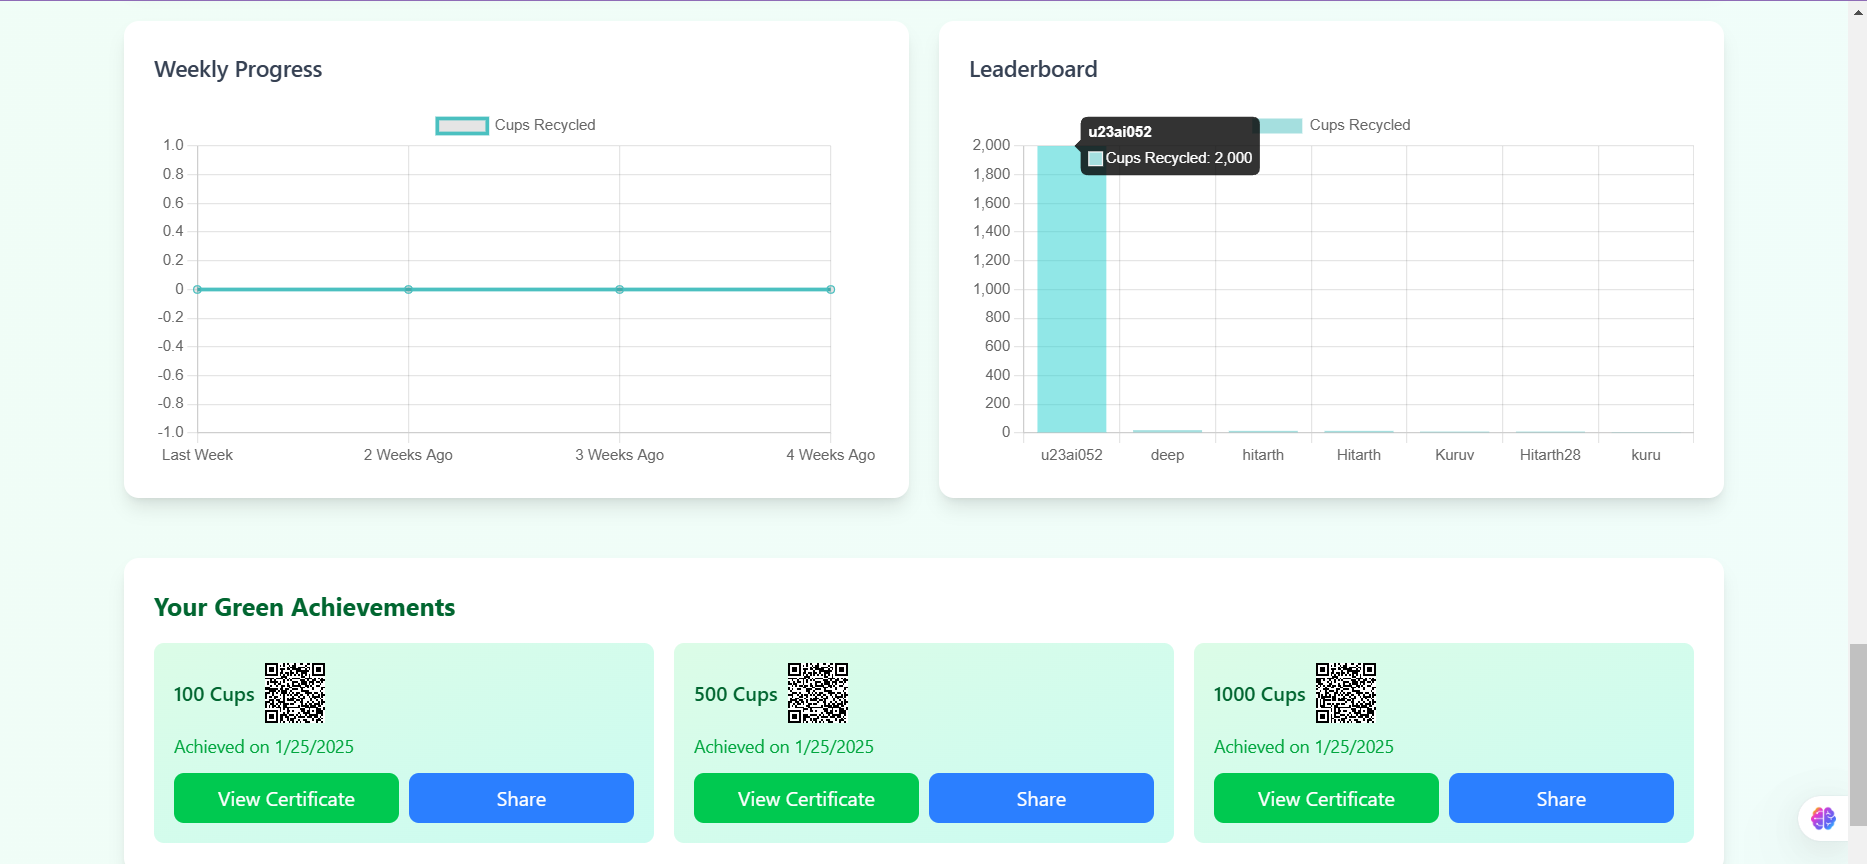 Weekly Progress
Cups Recycled
1.0
0.8
0.6
0.4
0.2
0
-0.2
-0.4
-0.6
-0.8
-1.0
Last Week
2 Weeks Ago
3 Weeks Ago
4 Weeks Ago
Leaderboard
Cups Recycled
u23ai052
Cups Recycled: 2,000
2,000
1,800
1,600
1,400
1,200
1,000
800
600
400
200
0
u23ai052
deep
hitarth
Hitarth
Kuruv
Hitarth28
kuru
Your Green Achievements
100 Cups
Achieved on 1/25/2025
View Certificate
Share
500 Cups
Achieved on 1/25/2025
View Certificate
Share
1000 Cups
Achieved on 1/25/2025
View Certificate
Share